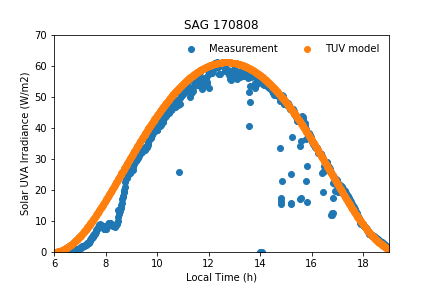 SAG 170808
Measurement TUV model
Solar UVA Irradiance (W/m2)
70
60
50
40
30
20
10
0
6 8 10 12 14 16 18
Local Time (h)